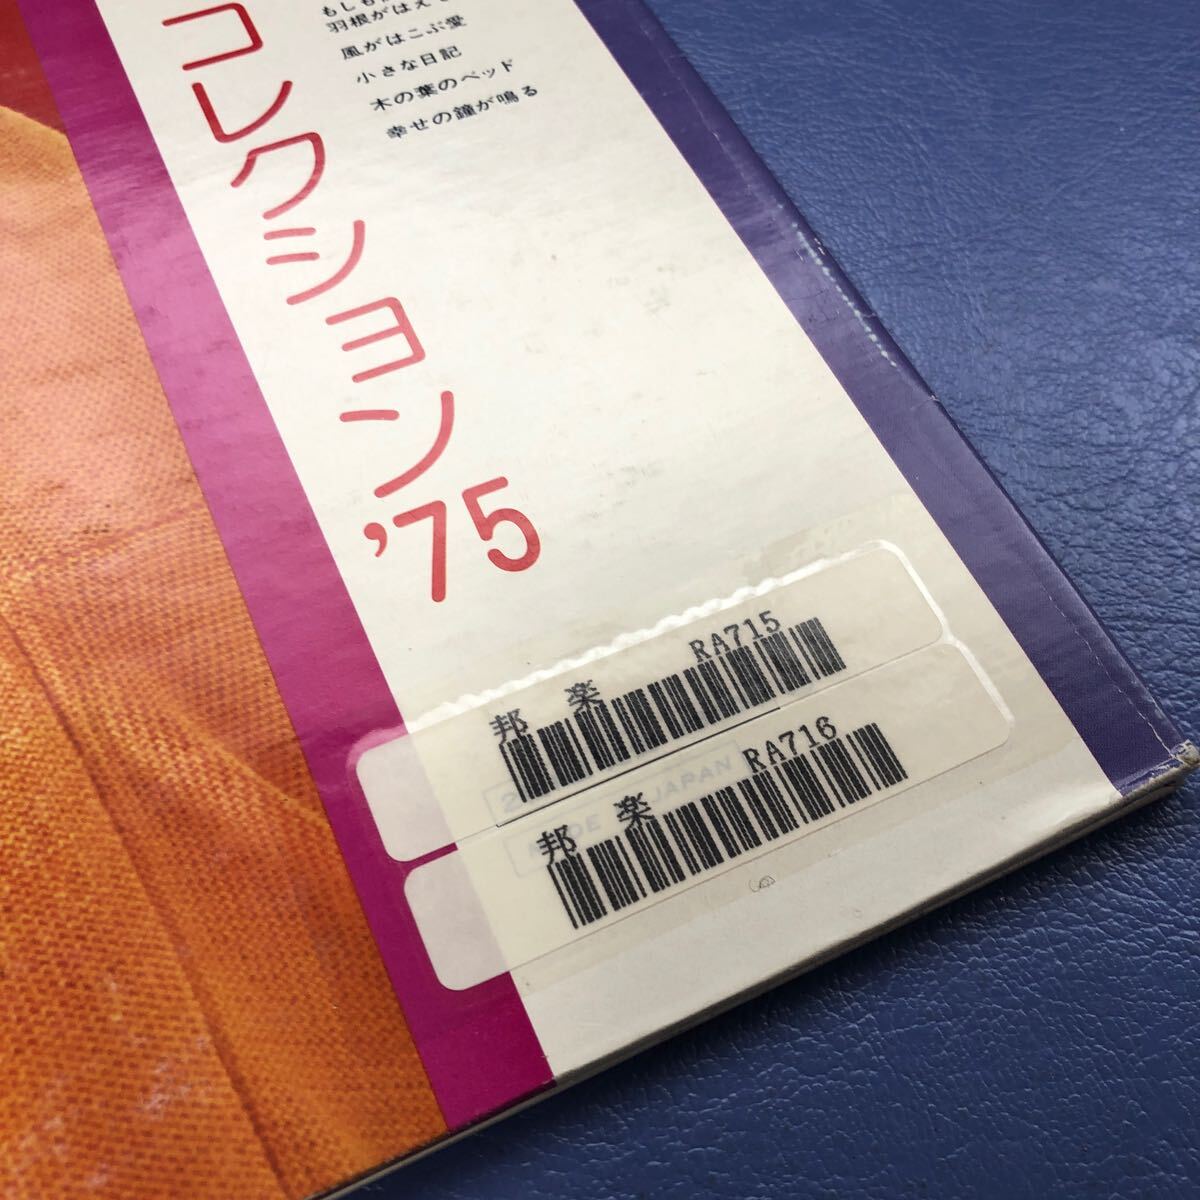 もしも
羽根がはえ
風がはこぶ愛
小さな日記
木の葉のベッド
幸せの鐘が鳴る
コレクション'75
邦 楽 RA715
邦 楽 RA716
JAPAN